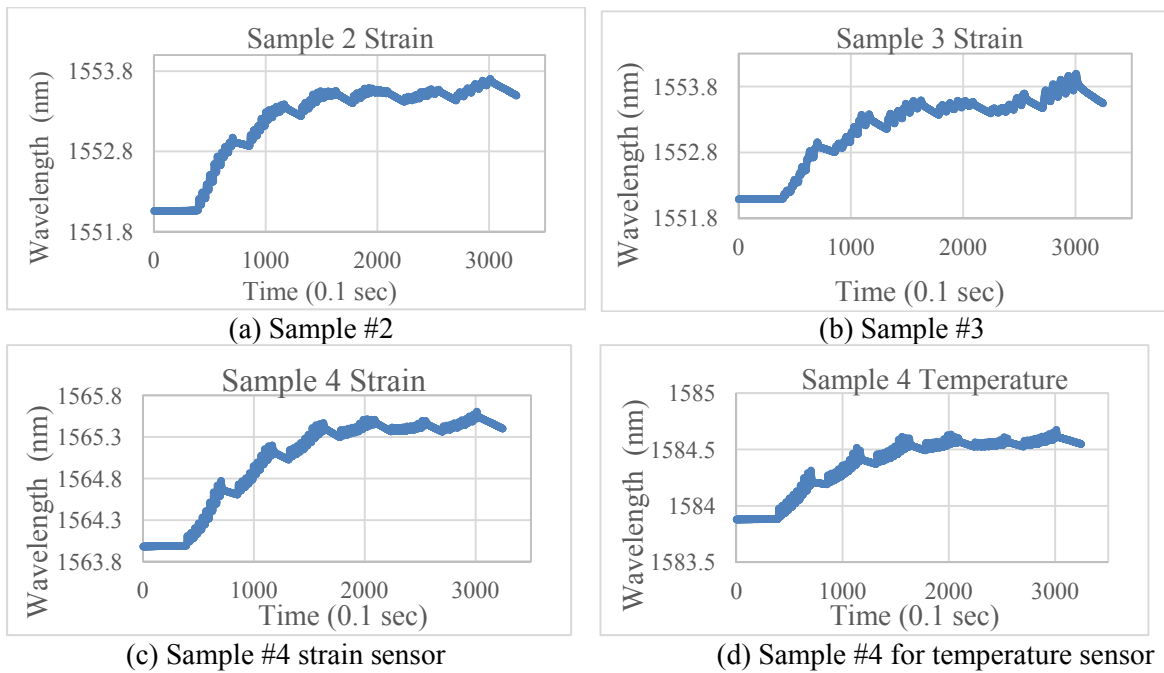 Sample 2 Strain
Wavelength (nm)
1553.8
1552.8
1551.8
0 1000 2000 3000
Time (0.1 sec)
(a) Sample #2
Sample 3 Strain
Wavelength (nm)
1553.8
1552.8
1551.8
0 1000 2000 3000
Time (0.1 sec)
(b) Sample #3
Sample 4 Strain
Wavelength (nm)
1565.8
1565.3
1564.8
1564.3
1563.8
0 1000 2000 3000
Time (0.1 sec)
(c) Sample #4 strain sensor
Sample 4 Temperature
Wavelength (nm)
1585
1584.5
1584
1583.5
0 1000 2000 3000
Time (0.1 sec)
(d) Sample #4 for temperature sensor